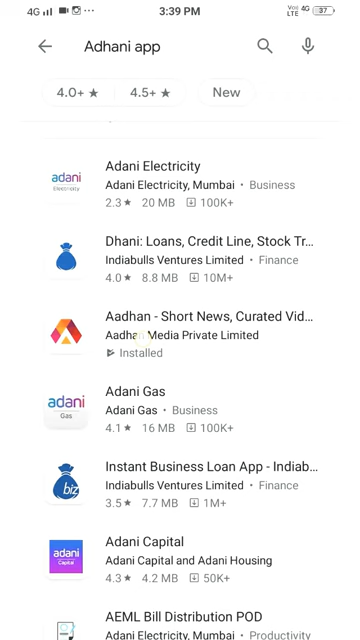 4G 3:39 PM Vo) LTE 4G 37
Adhani app
4.0+ ★ 4.5+ ★ New
adani
Electricity
Adani Electricity
Adani Electricity, Mumbai • Business
2.3★ 20 MB 100K+
Dhani: Loans, Credit Line, Stock Tr...
Indiabulls Ventures Limited • Finance
4.0★ 8.8 MB 10M+
Aadhan - Short News, Curated Vid...
Aadhan Media Private Limited
Installed
adani
Gas
Adani Gas
Adani Gas • Business
4.1★ 16 MB 100K+
biz
Instant Business Loan App - Indiab...
Indiabulls Ventures Limited • Finance
3.5★ 7.7 MB 1M+
adani
Capital
Adani Capital
Adani Capital and Adani Housing
4.3★ 4.2 MB 50K+
AEML Bill Distribution POD
Adani Electricity, Mumbai • Productivity